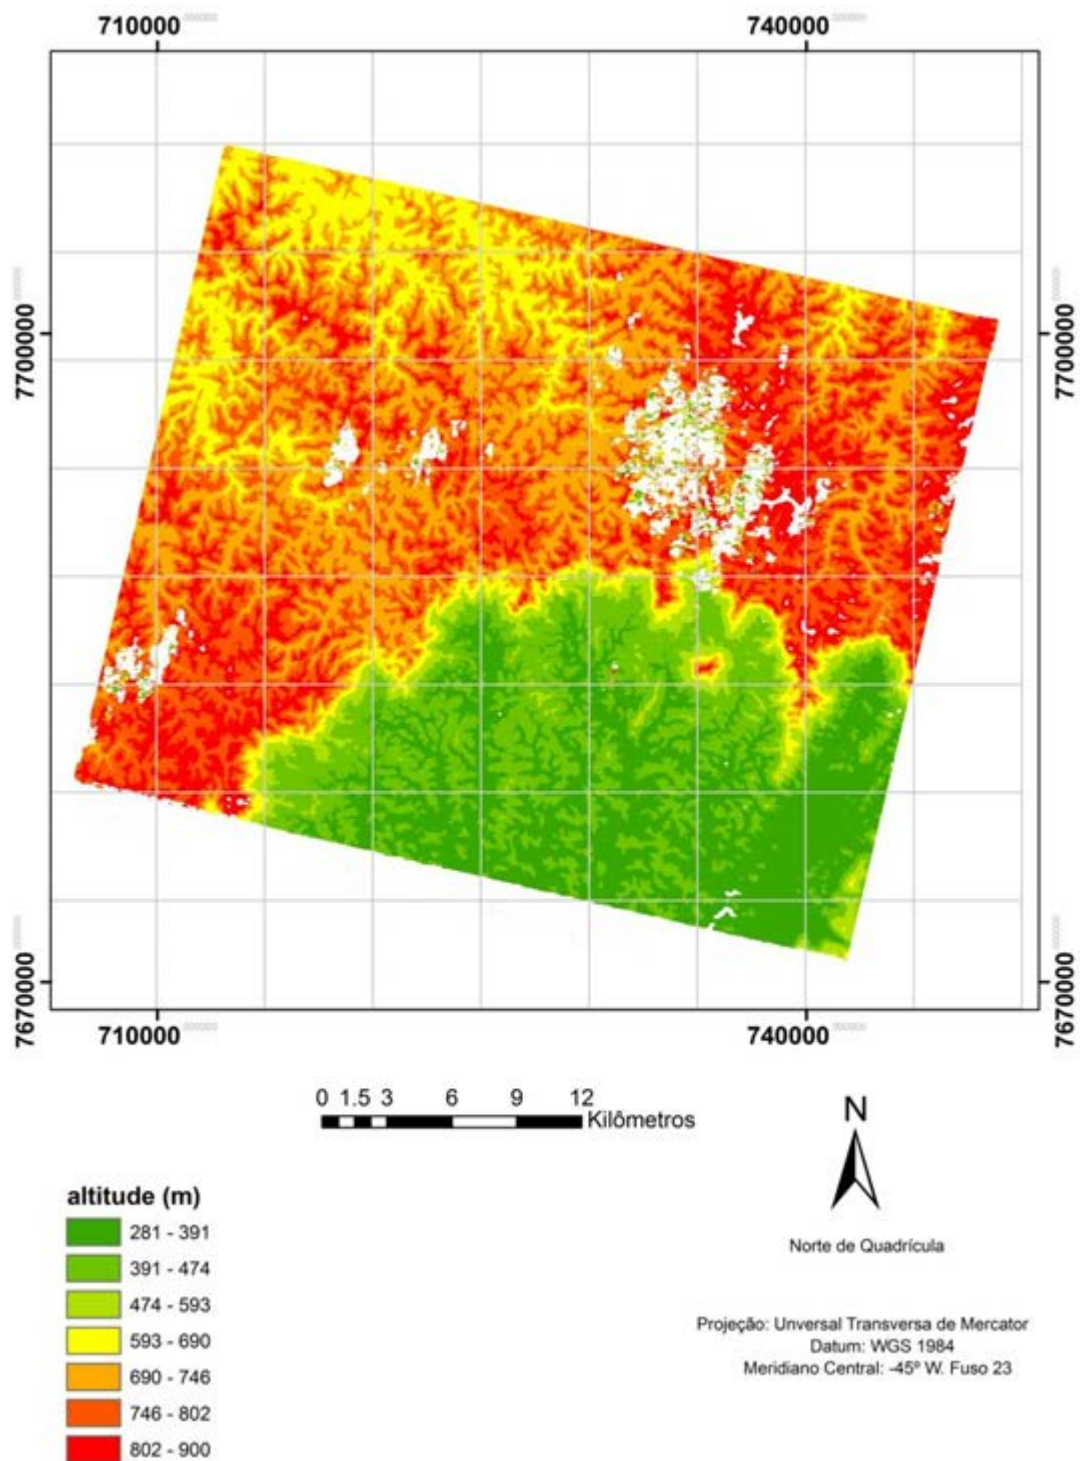 710000
740000
7700000
7700000
7670000
7670000
710000
740000
0 1.5 3 6 9 12
Kilômetros
N
Norte de Quadrícula
altitude (m)
281 - 391
391 - 474
474 - 593
593 - 690
690 - 746
746 - 802
802 - 900
Projeção: Unversal Transversa de Mercator
Datum: WGS 1984
Meridiano Central: -45º W. Fuso 23